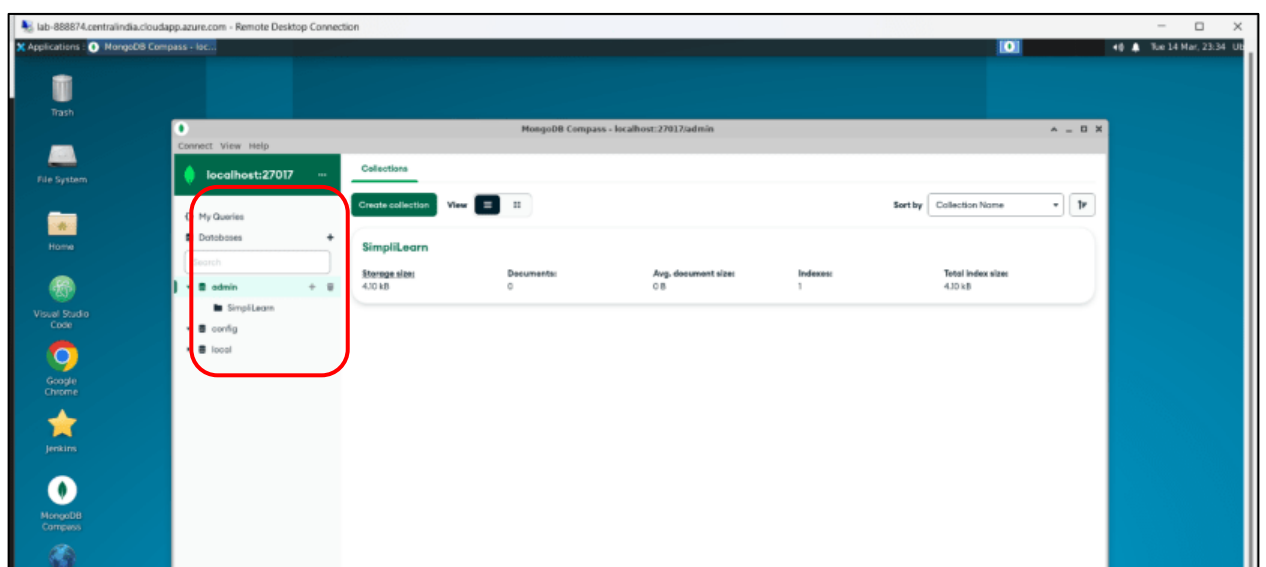 lab-888874.centralindia.cloudapp.azure.com - Remote Desktop Connection
Applications : MongoDB Compass - loc... Tue 14 Mar, 23:34 Ub
Trash
File System
Home
Visual Studio
Code
Google
Chrome
Jenkins
MongoDB
Compass
MongoDB Compass - localhost:27017/admin
Connect View Help
localhost:27017 ...
My Queries
Databases +
Search
admin +
SimpliLearn
config
local
Collections
Create collection View Sort by Collection Name
SimpliLearn
Storage size: Documents: Avg. document size: Indexes: Total index size:
4.10 kB 0 0 B 1 4.10 kB